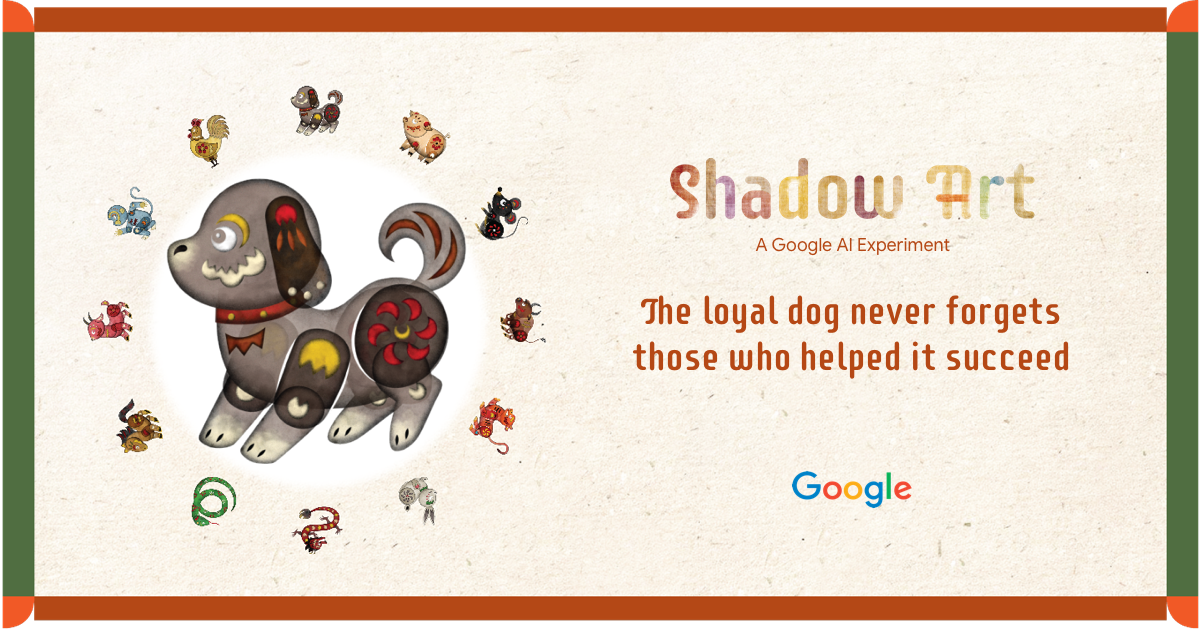 Shadow Art
A Google AI Experiment
The loyal dog never forgets
those who helped it succeed
Google